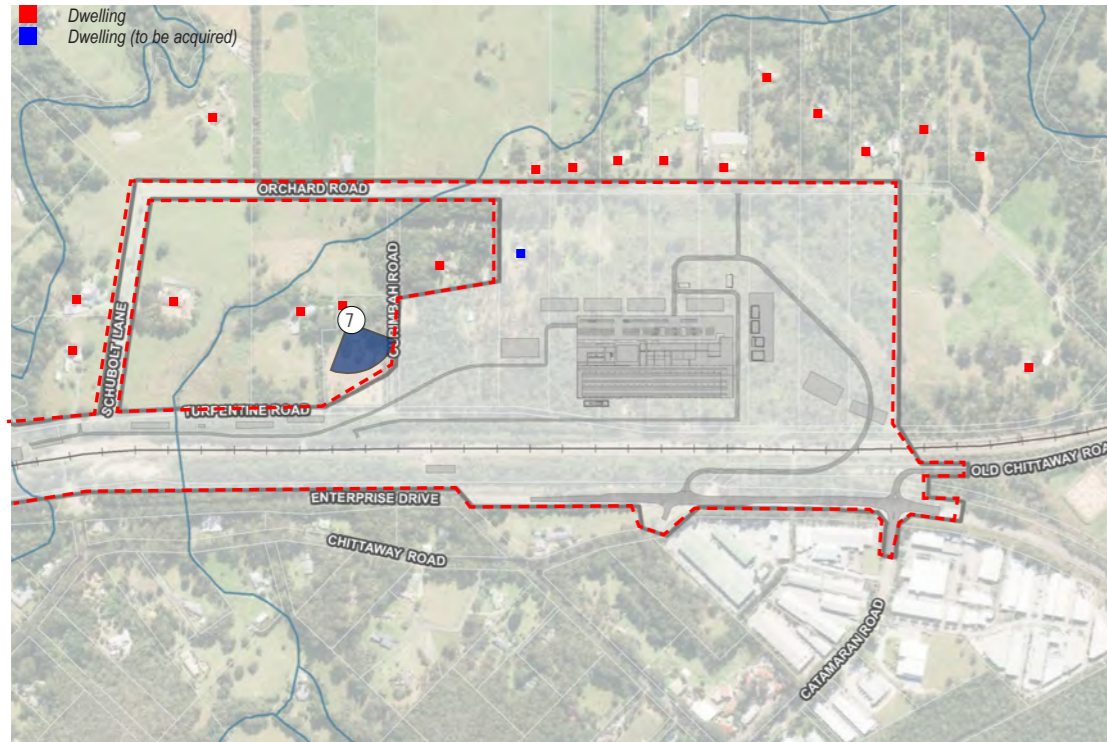 Dwelling
Dwelling (to be acquired)
ORCHARD ROAD
OURIMBAH ROAD
SCHUBOLT LANE
7
TURPENTINE ROAD
OLD CHITTAWAY ROAD
ENTERPRISE DRIVE
CHITTAWAY ROAD
CATAMARAN ROAD